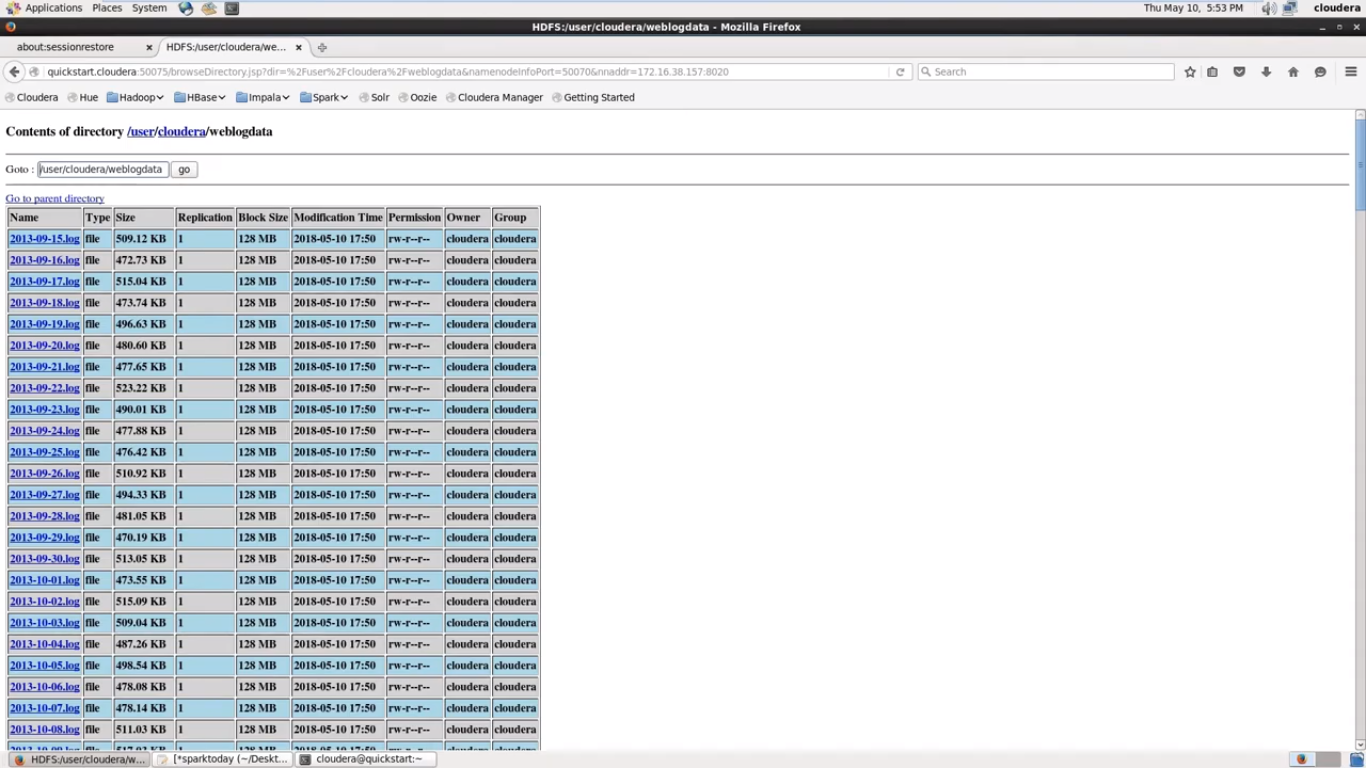 Applications Places System Thu May 10, 5:53 PM cloudera
HDFS:/user/cloudera/weblogdata - Mozilla Firefox
about:sessionrestore HDFS:/user/cloudera/we...
quickstart.cloudera:50075/browseDirectory.jsp?dir=%2Fuser%2Fcloudera%2Fweblogdata&namenodeInfoPort=50070&nnaddr=172.16.38.157:8020 Search
Cloudera Hue Hadoop HBase Impala Spark Solr Oozie Cloudera Manager Getting Started
Contents of directory /user/cloudera/weblogdata
Goto : /user/cloudera/weblogdata go
Go to parent directory
Name Type Size Replication Block Size Modification Time Permission Owner Group
2013-09-15.log file 509.12 KB 1 128 MB 2018-05-10 17:50 rw-r--r-- cloudera cloudera
2013-09-16.log file 472.73 KB 1 128 MB 2018-05-10 17:50 rw-r--r-- cloudera cloudera
2013-09-17.log file 515.04 KB 1 128 MB 2018-05-10 17:50 rw-r--r-- cloudera cloudera
2013-09-18.log file 473.74 KB 1 128 MB 2018-05-10 17:50 rw-r--r-- cloudera cloudera
2013-09-19.log file 496.63 KB 1 128 MB 2018-05-10 17:50 rw-r--r-- cloudera cloudera
2013-09-20.log file 480.60 KB 1 128 MB 2018-05-10 17:50 rw-r--r-- cloudera cloudera
2013-09-21.log file 477.65 KB 1 128 MB 2018-05-10 17:50 rw-r--r-- cloudera cloudera
2013-09-22.log file 523.22 KB 1 128 MB 2018-05-10 17:50 rw-r--r-- cloudera cloudera
2013-09-23.log file 490.01 KB 1 128 MB 2018-05-10 17:50 rw-r--r-- cloudera cloudera
2013-09-24.log file 477.88 KB 1 128 MB 2018-05-10 17:50 rw-r--r-- cloudera cloudera
2013-09-25.log file 476.42 KB 1 128 MB 2018-05-10 17:50 rw-r--r-- cloudera cloudera
2013-09-26.log file 510.92 KB 1 128 MB 2018-05-10 17:50 rw-r--r-- cloudera cloudera
2013-09-27.log file 494.33 KB 1 128 MB 2018-05-10 17:50 rw-r--r-- cloudera cloudera
2013-09-28.log file 481.05 KB 1 128 MB 2018-05-10 17:50 rw-r--r-- cloudera cloudera
2013-09-29.log file 470.19 KB 1 128 MB 2018-05-10 17:50 rw-r--r-- cloudera cloudera
2013-09-30.log file 513.05 KB 1 128 MB 2018-05-10 17:50 rw-r--r-- cloudera cloudera
2013-10-01.log file 473.55 KB 1 128 MB 2018-05-10 17:50 rw-r--r-- cloudera cloudera
2013-10-02.log file 515.09 KB 1 128 MB 2018-05-10 17:50 rw-r--r-- cloudera cloudera
2013-10-03.log file 509.04 KB 1 128 MB 2018-05-10 17:50 rw-r--r-- cloudera cloudera
2013-10-04.log file 487.26 KB 1 128 MB 2018-05-10 17:50 rw-r--r-- cloudera cloudera
2013-10-05.log file 498.54 KB 1 128 MB 2018-05-10 17:50 rw-r--r-- cloudera cloudera
2013-10-06.log file 478.08 KB 1 128 MB 2018-05-10 17:50 rw-r--r-- cloudera cloudera
2013-10-07.log file 478.14 KB 1 128 MB 2018-05-10 17:50 rw-r--r-- cloudera cloudera
2013-10-08.log file 511.03 KB 1 128 MB 2018-05-10 17:50 rw-r--r-- cloudera cloudera
HDFS:/user/cloudera/w... [*sparktoday (~/Deskt... cloudera@quickstart:~